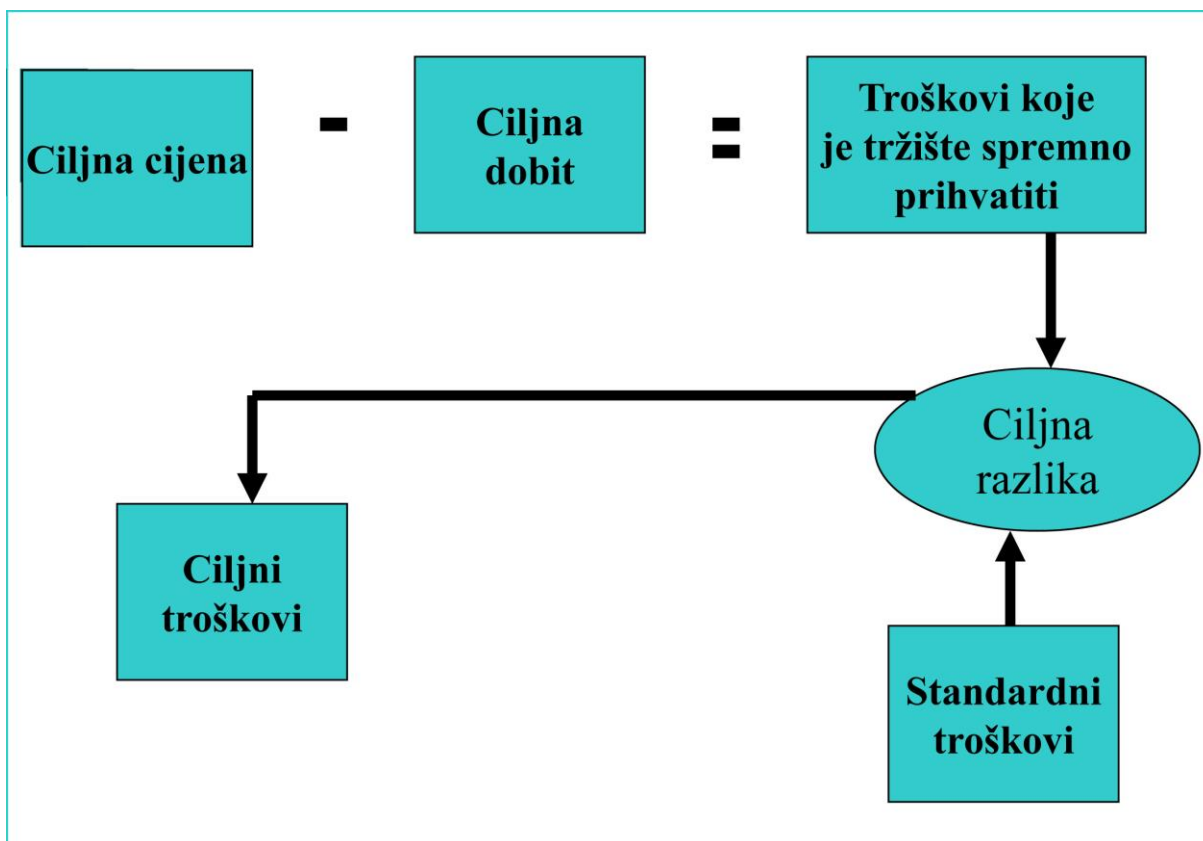 Ciljna cijena
-
Ciljna
dobit
=
Troškovi koje
je tržište spremno
prihvatiti
Ciljna
razlika
Ciljni
troškovi
Standardni
troškovi